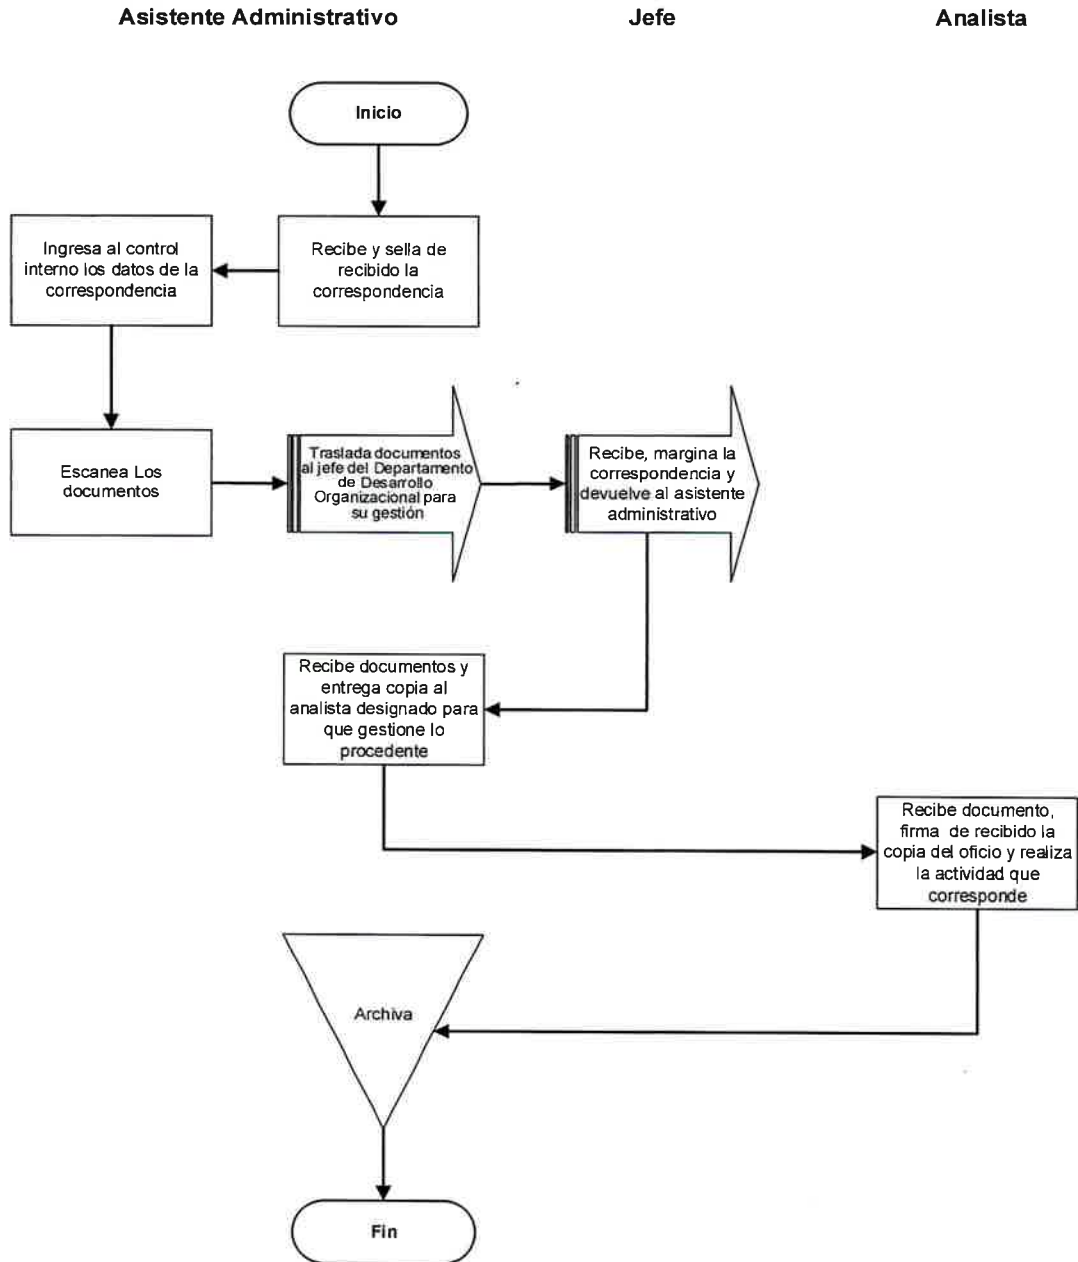 Asistente Administrativo
Jefe
Analista
Inicio
Recibe y sella de
recibido la
correspondencia
Ingresa al control
interno los datos de la
correspondencia
Escanea Los
documentos
Traslada documentos
al jefe del Departamento
de Desarrollo
Organizacional para
su gestión
Recibe, margina la
correspondencia y
devuelve al asistente
administrativo
Recibe documentos y
entrega copia al
analista designado para
que gestione lo
procedente
Recibe documento,
firma de recibido la
copia del oficio y realiza
la actividad que
corresponde
Archiva
Fin